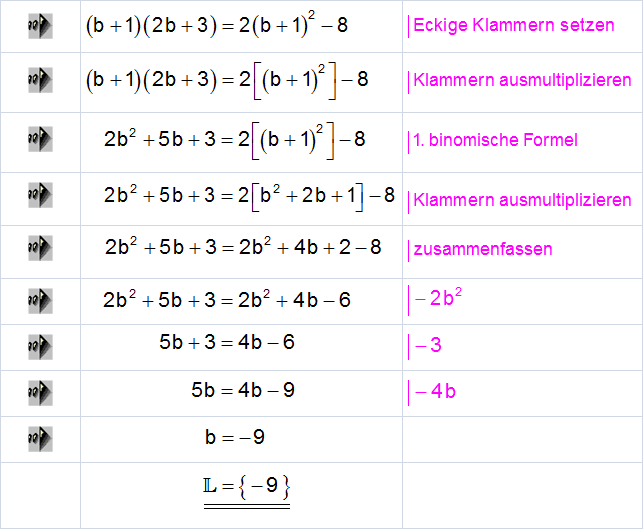 (b + 1)(2b + 3) = 2(b + 1)² − 8 |Eckige Klammern setzen
(b + 1)(2b + 3) = 2[(b + 1)²] − 8 |Klammern ausmultiplizieren
2b² + 5b + 3 = 2[(b + 1)²] − 8 |1. binomische Formel
2b² + 5b + 3 = 2[b² + 2b + 1] − 8 |Klammern ausmultiplizieren
2b² + 5b + 3 = 2b² + 4b + 2 − 8 |zusammenfassen
2b² + 5b + 3 = 2b² + 4b − 6 |− 2b²
5b + 3 = 4b − 6 |− 3
5b = 4b − 9 |− 4b
b = −9
𝕃 = {−9}